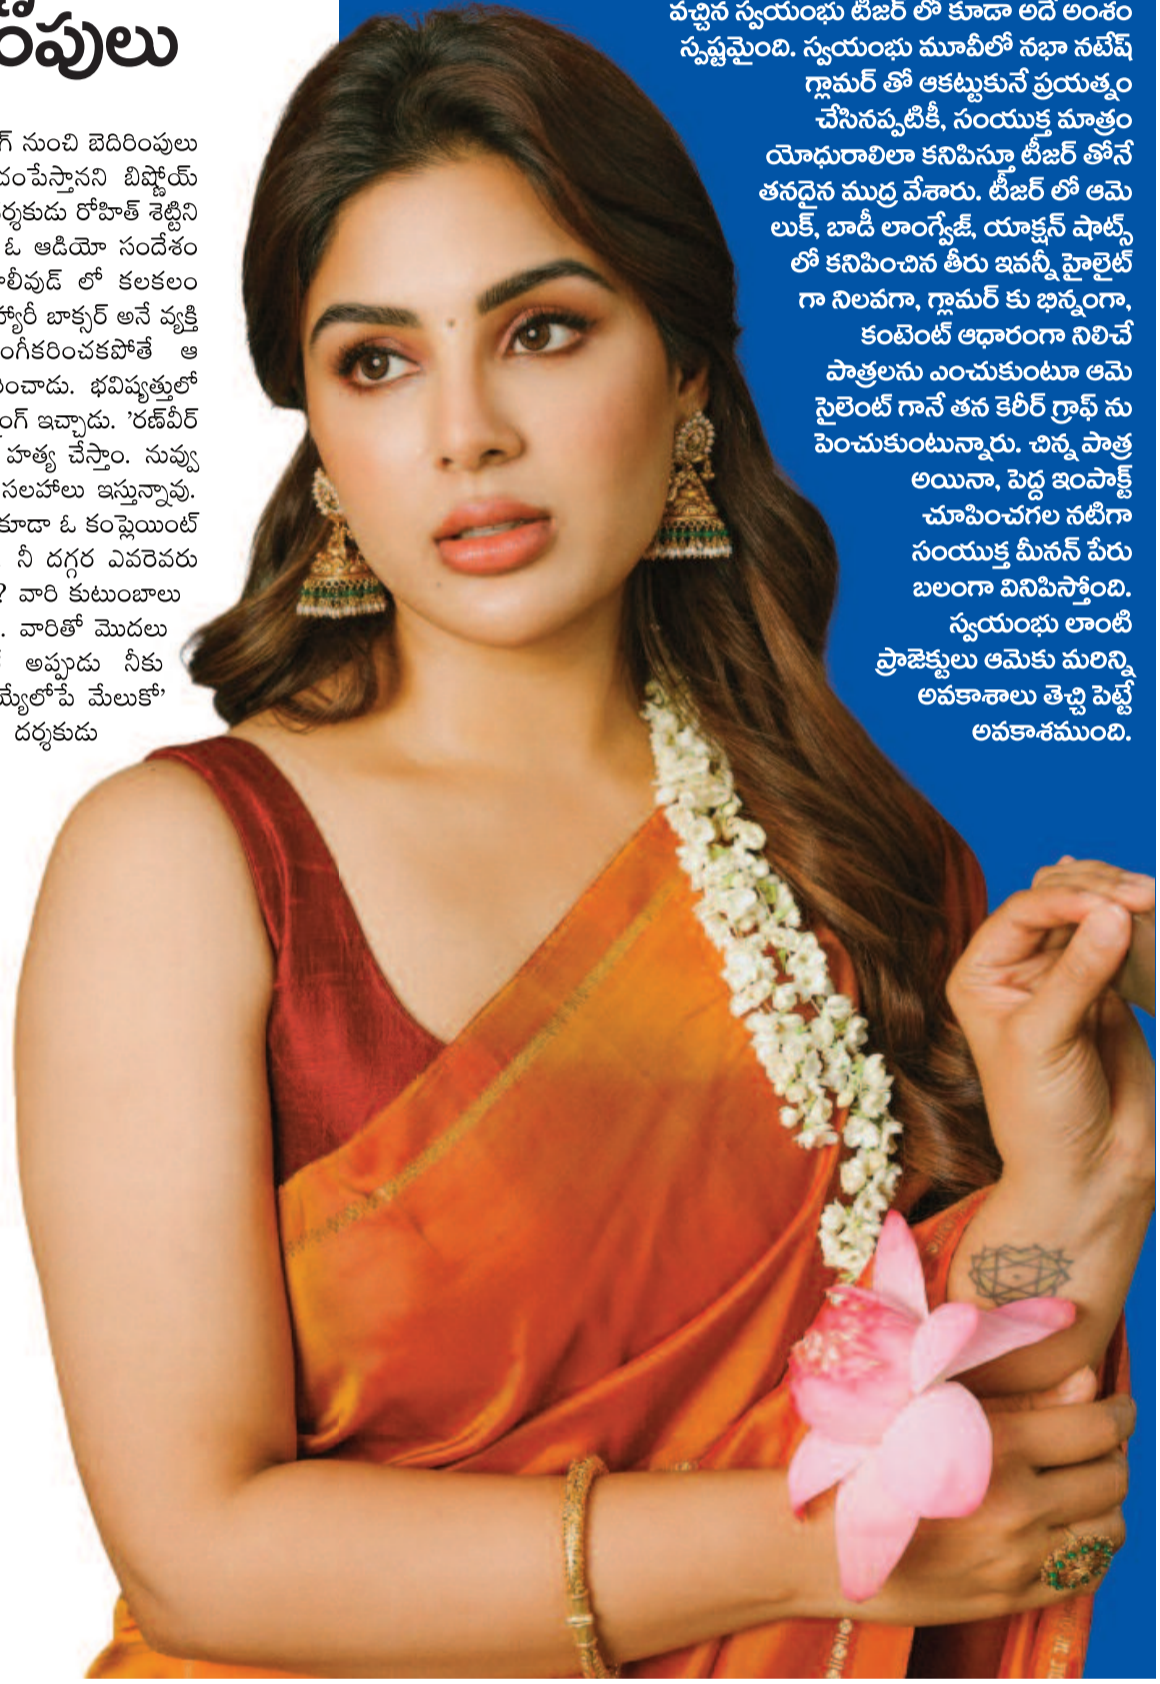 ంపులు
గ్ నుంచి బెదిరింపులు
చంపేస్తానని బిష్ణోయ్
ర్శకుడు రోహిత్ శెట్టిని
ఓ ఆడియో సందేశం
లీవుడ్ లో కలకలం
హ్యారీ బాక్సర్ అనే వ్యక్తి
ంగీకరించకపోతే ఆ
ించాడు. భవిష్యత్తులో
ంగ్ ఇచ్చాడు. 'రణ్‌వీర్
హత్య చేస్తాం. నువ్వు
సలహాలు ఇస్తున్నావు.
కూడా ఓ కంప్లెయింట్
నీ దగ్గర ఎవరెవరు
? వారి కుటుంబాలు
. వారితో మొదలు
అప్పుడు నీకు
య్యేలోపే మేలుకో'
దర్శకుడు
వచ్చిన స్వయంభు టీజర్ లో కూడా అదే అంశం
స్పష్టమైంది. స్వయంభు మూవీలో నభా నటేష్
గ్లామర్ తో ఆకట్టుకునే ప్రయత్నం
చేసినప్పటికీ, సంయుక్త మాత్రం
యోధురాలిలా కనిపిస్తూ టీజర్ తోనే
తనదైన ముద్ర వేశారు. టీజర్ లో ఆమె
లుక్, బాడీ లాంగ్వేజ్, యాక్షన్ షాట్స్
లో కనిపించిన తీరు ఇవన్నీ హైలైట్
గా నిలవగా, గ్లామర్ కు భిన్నంగా,
కంటెంట్ ఆధారంగా నిలిచే
పాత్రలను ఎంచుకుంటూ ఆమె
సైలెంట్ గానే తన కెరీర్ గ్రాఫ్ ను
పెంచుకుంటున్నారు. చిన్న పాత్ర
అయినా, పెద్ద ఇంపాక్ట్
చూపించగల నటిగా
సంయుక్త మీనన్ పేరు
బలంగా వినిపిస్తోంది.
స్వయంభు లాంటి
ప్రాజెక్టులు ఆమెకు మరిన్ని
అవకాశాలు తెచ్చి పెట్టే
అవకాశముంది.